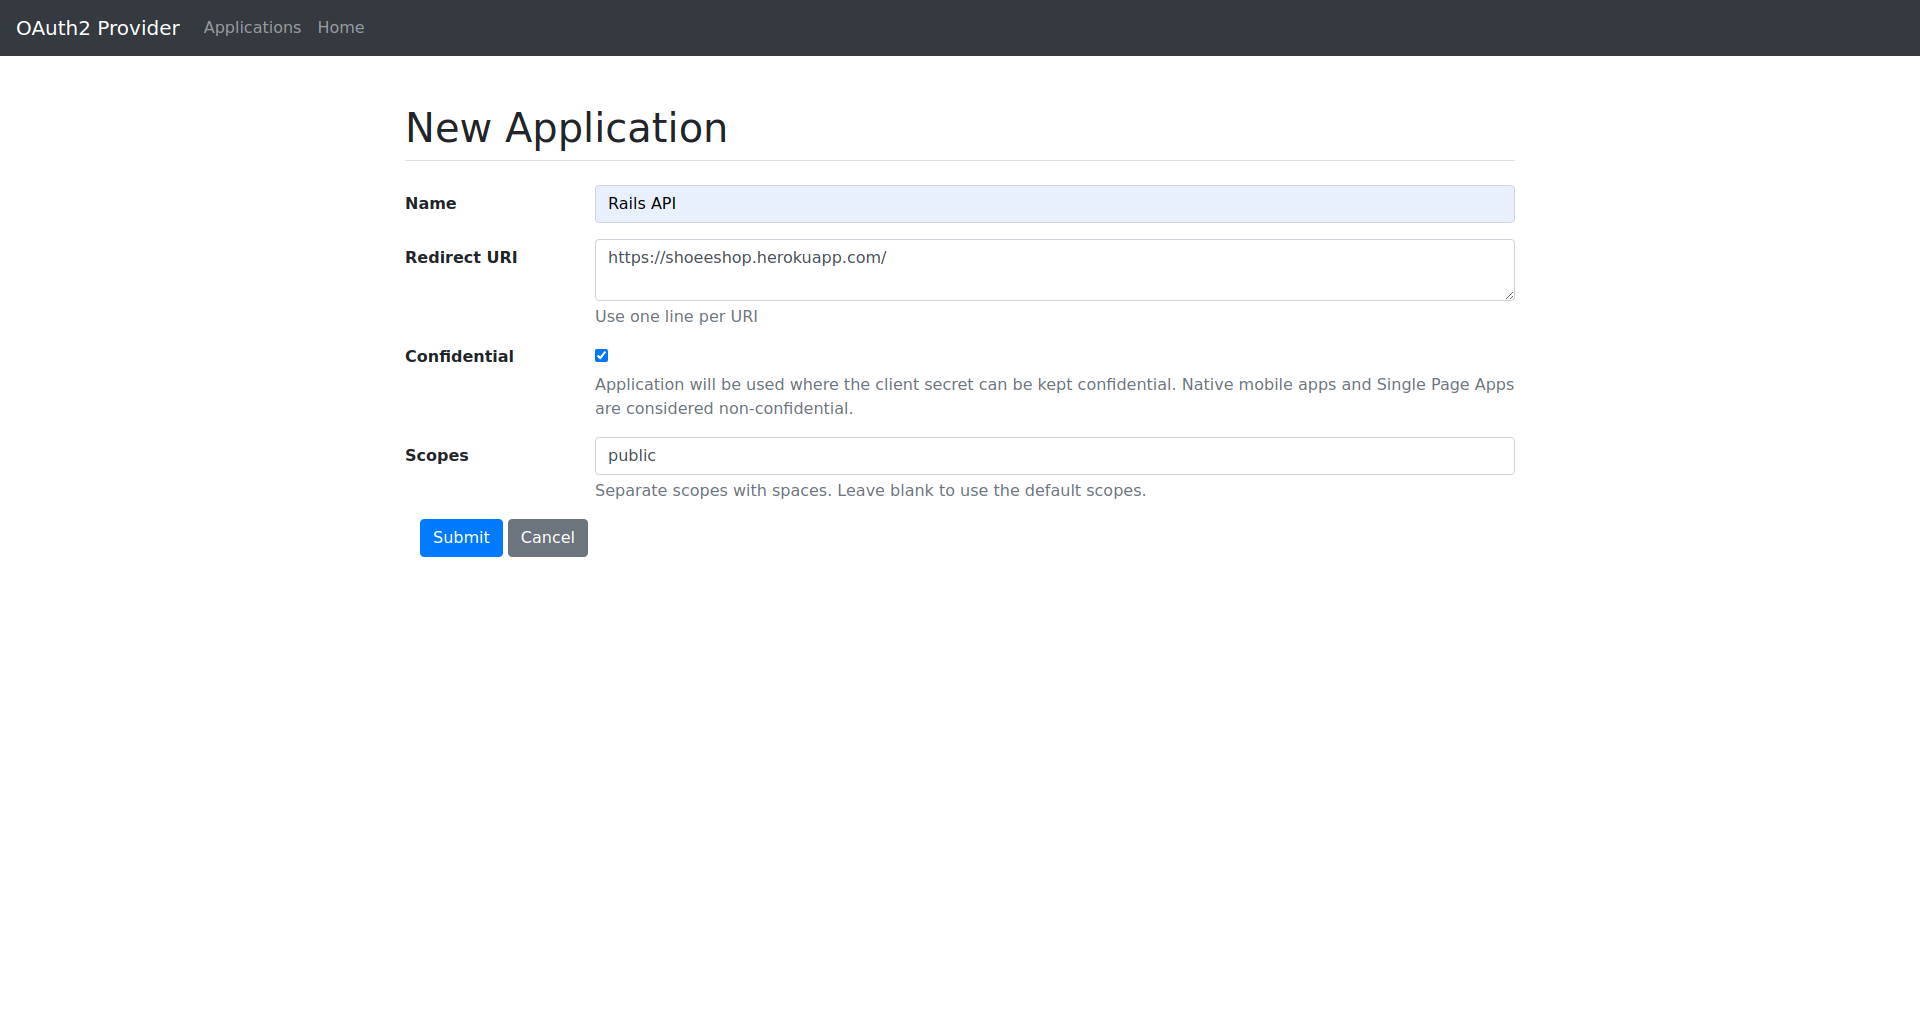 OAuth2 Provider Applications Home
New Application
Name Rails API
Redirect URI https://shoeeshop.herokuapp.com/
Use one line per URI
Confidential
Application will be used where the client secret can be kept confidential. Native mobile apps and Single Page Apps
are considered non-confidential.
Scopes public
Separate scopes with spaces. Leave blank to use the default scopes.
Submit Cancel